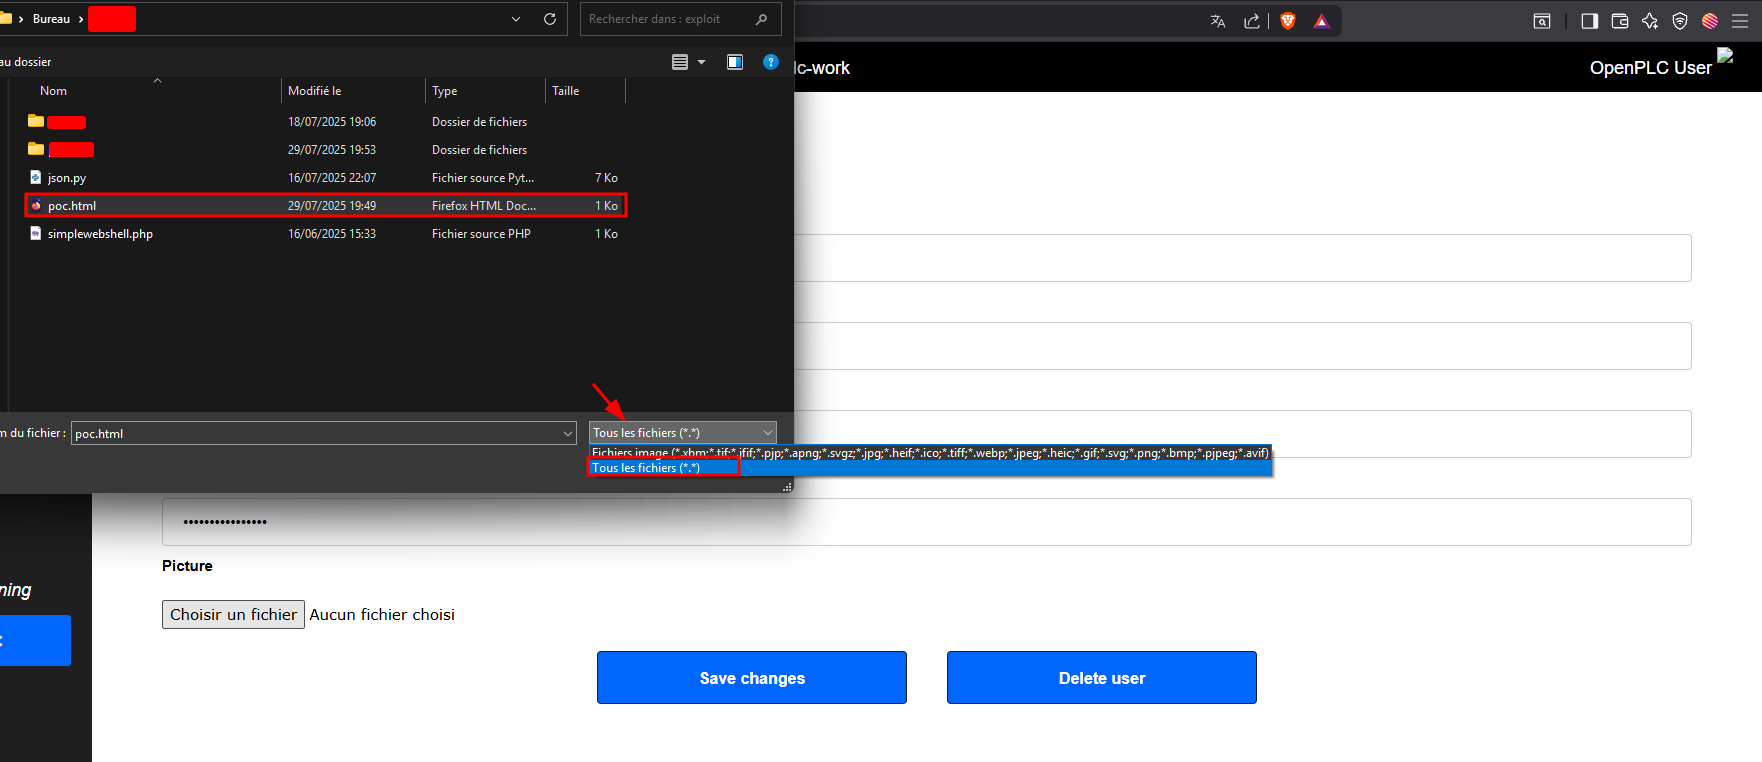 Bureau
Rechercher dans : exploit
au dossier
lc-work
OpenPLC User
Nom
Modifié le
Type
Taille
18/07/2025 19:06
Dossier de fichiers
29/07/2025 19:53
Dossier de fichiers
json.py
16/07/2025 22:07
Fichier source Pyt...
7 Ko
poc.html
29/07/2025 19:49
Firefox HTML Doc...
1 Ko
simplewebshell.php
16/06/2025 15:33
Fichier source PHP
1 Ko
m du fichier :
poc.html
Tous les fichiers (*.*)
Fichiers image (*.xbm;*.tif;*.jfif;*.pjp;*.apng;*.svgz;*.jpg;*.heif;*.ico;*.tiff;*.webp;*.jpeg;*.heic;*.gif;*.svg;*.png;*.bmp;*.pjpeg;*.avif)
Tous les fichiers (*.*)
••••••••••••••••
Picture
ning
Choisir un fichier
Aucun fichier choisi
Save changes
Delete user